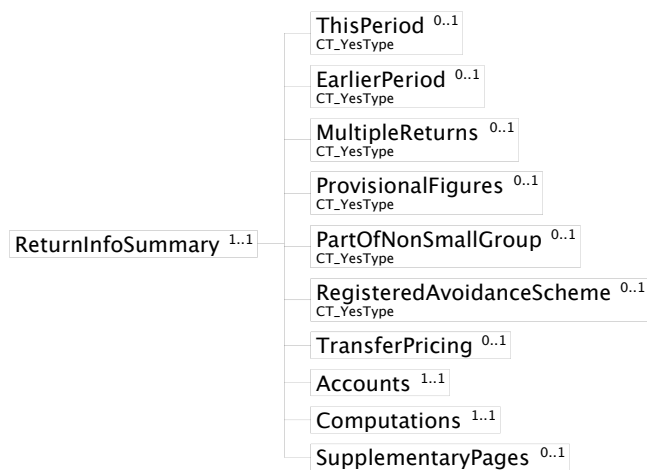 ThisPeriod 0..1
CT_YesType
EarlierPeriod 0..1
CT_YesType
MultipleReturns 0..1
CT_YesType
ProvisionalFigures 0..1
CT_YesType
ReturnInfoSummary 1..1
PartOfNonSmallGroup 0..1
CT_YesType
RegisteredAvoidanceScheme 0..1
CT_YesType
TransferPricing 0..1
Accounts 1..1
Computations 1..1
SupplementaryPages 0..1